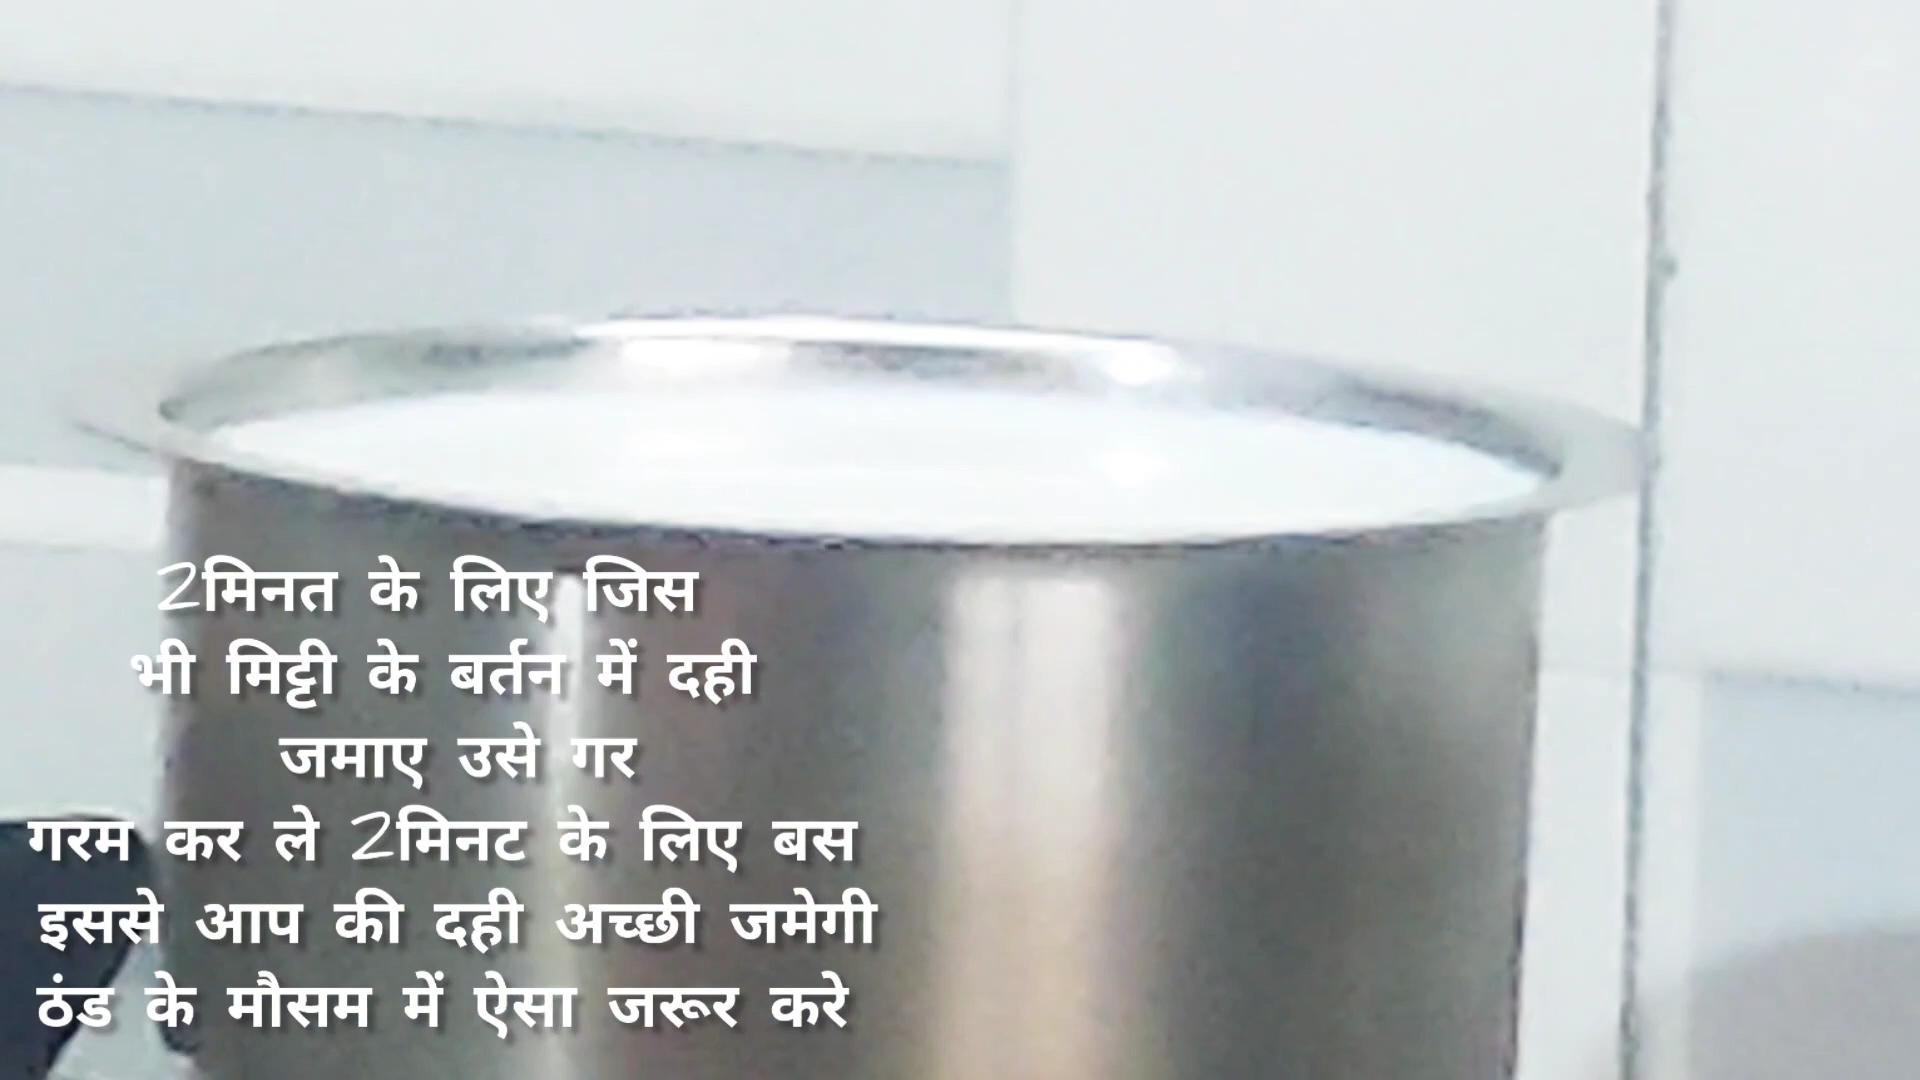 2मिनत के लिए जिस
भी मिट्टी के बर्तन में दही
जमाए उसे गर
गरम कर ले 2मिनट के लिए बस
इससे आप की दही अच्छी जमेगी
ठंड के मौसम में ऐसा जरूर करे